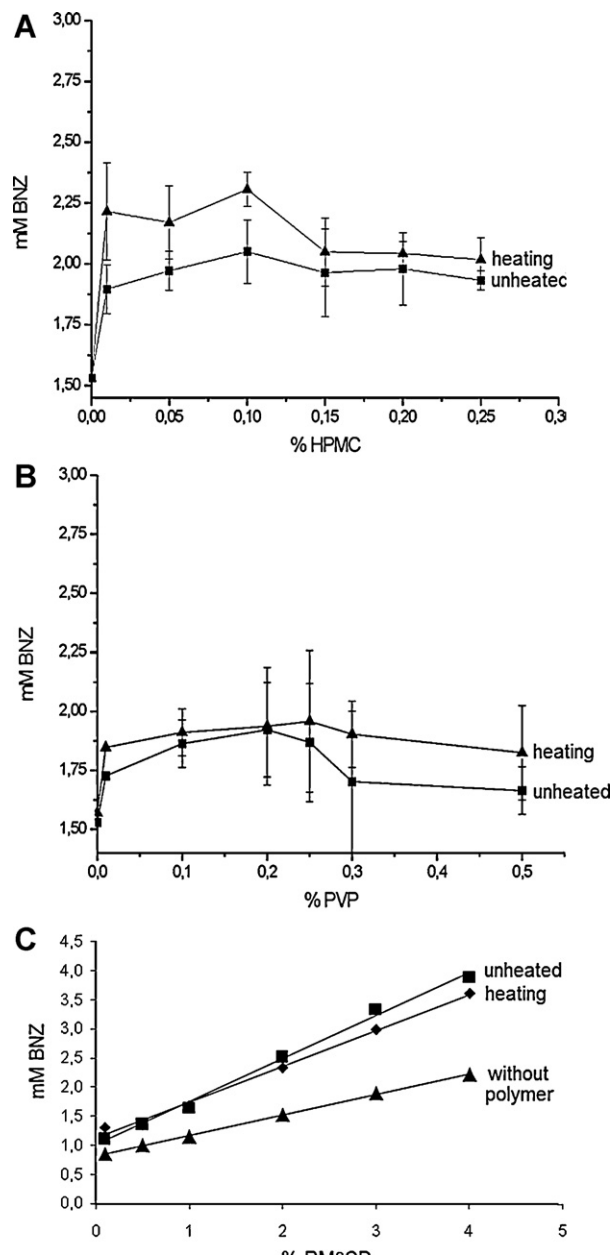 A
3,00
2,75
2,50
2,25
2,00
1,75
1,50
mM BNZ
heating
unheated
0,00 0,05 0,10 0,15 0,20 0,25 0,3
% HPMC
B
3,00
2,75
2,50
2,25
2,00
1,75
1,50
mM BNZ
heating
unheated
0,0 0,1 0,2 0,3 0,4 0,5
% PVP
C
4,5
4,0
3,5
3,0
2,5
2,0
1,5
1,0
0,5
0,0
mM BNZ
unheated
heating
without
polymer
0 1 2 3 4 5